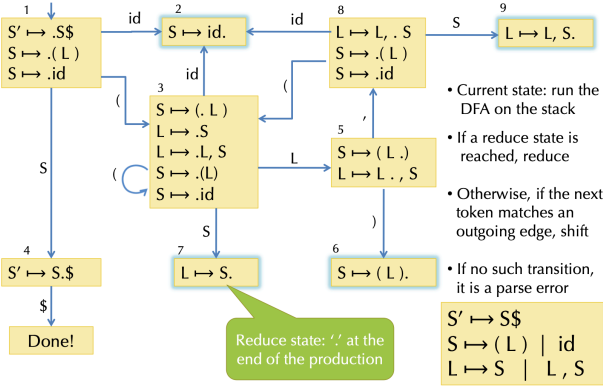 1
S′ ↦ .S$
S ↦ .( L )
S ↦ .id
id
2
S ↦ id.
id
8
L ↦ L, . S
S ↦ .( L )
S ↦ .id
S
9
L ↦ L, S.
(
id
(
3
S ↦ (. L )
L ↦ .S
L ↦ .L, S
S ↦ .(L)
S ↦ .id
(
L
5
S ↦ ( L .)
L ↦ L . , S
,
S
S
)
4
S′ ↦ S.$
$
Done!
7
L ↦ S.
6
S ↦ ( L ).
Reduce state: ‘.’ at the
end of the production
• Current state: run the
DFA on the stack
• If a reduce state is
reached, reduce
• Otherwise, if the next
token matches an
outgoing edge, shift
• If no such transition,
it is a parse error
S′ ↦ S$
S ↦ ( L ) | id
L ↦ S | L , S